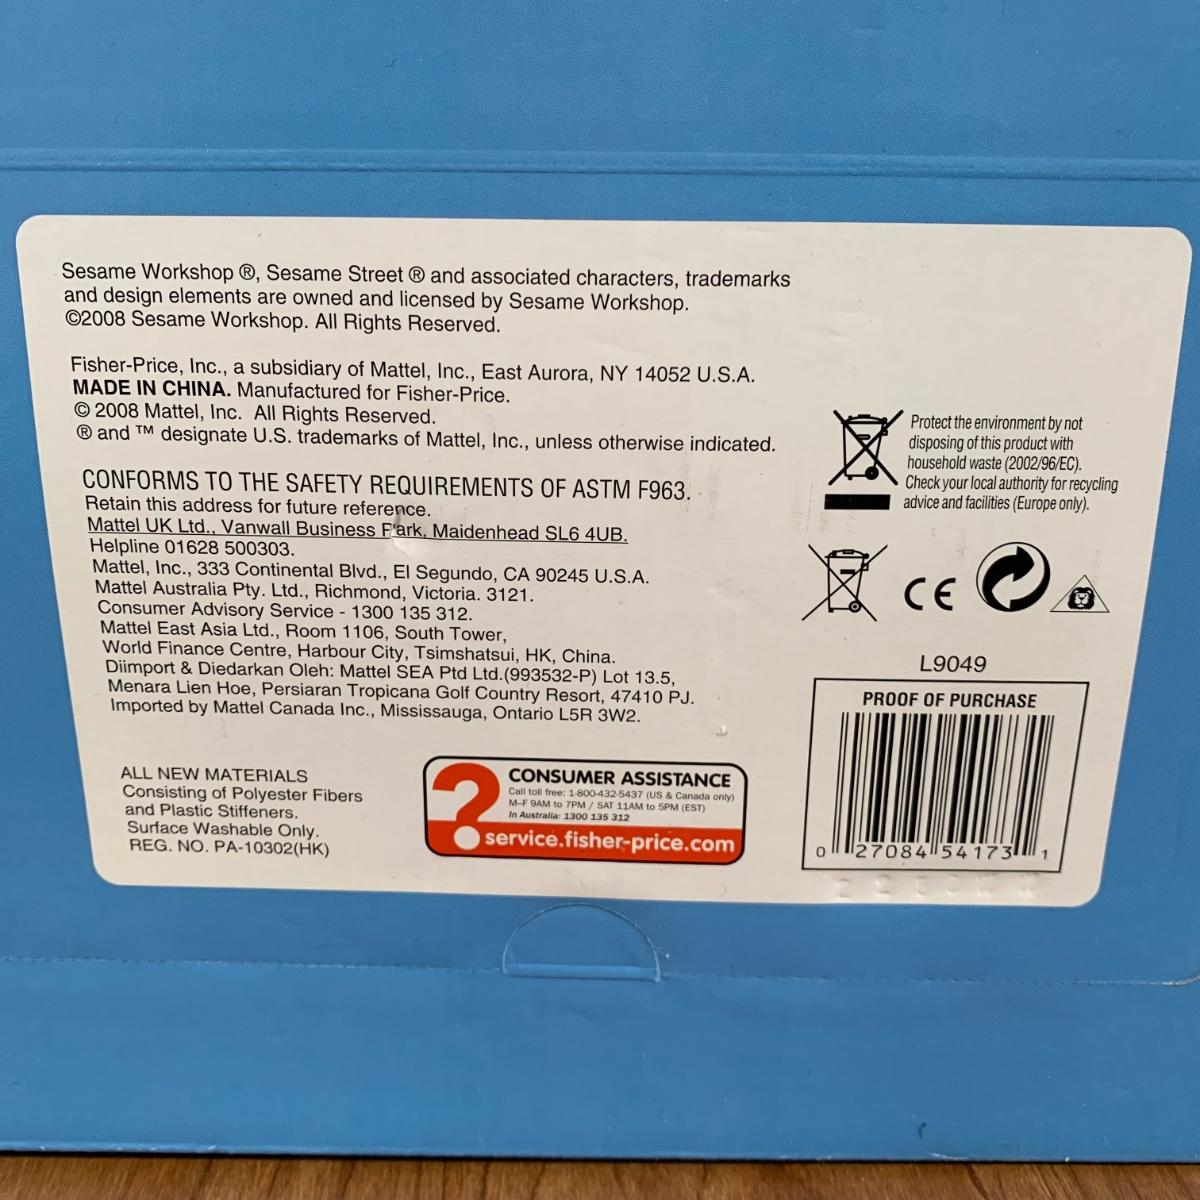 Sesame Workshop ®, Sesame Street ® and associated characters, trademarks
and design elements are owned and licensed by Sesame Workshop.
©2008 Sesame Workshop. All Rights Reserved.
Fisher-Price, Inc., a subsidiary of Mattel, Inc., East Aurora, NY 14052 U.S.A.
MADE IN CHINA. Manufactured for Fisher-Price.
© 2008 Mattel, Inc. All Rights Reserved.
® and ™ designate U.S. trademarks of Mattel, Inc., unless otherwise indicated.
CONFORMS TO THE SAFETY REQUIREMENTS OF ASTM F963.
Retain this address for future reference.
Mattel UK Ltd., Vanwall Business Park, Maidenhead SL6 4UB.
Helpline 01628 500303.
Mattel, Inc., 333 Continental Blvd., El Segundo, CA 90245 U.S.A.
Mattel Australia Pty. Ltd., Richmond, Victoria. 3121.
Consumer Advisory Service - 1300 135 312.
Mattel East Asia Ltd., Room 1106, South Tower,
World Finance Centre, Harbour City, Tsimshatsui, HK, China.
Diimport & Diedarkan Oleh: Mattel SEA Ptd Ltd.(993532-P) Lot 13.5,
Menara Lien Hoe, Persiaran Tropicana Golf Country Resort, 47410 PJ.
Imported by Mattel Canada Inc., Mississauga, Ontario L5R 3W2.
ALL NEW MATERIALS
Consisting of Polyester Fibers
and Plastic Stiffeners.
Surface Washable Only.
REG. NO. PA-10302(HK)
?
CONSUMER ASSISTANCE
Call toll free: 1-800-432-5437 (US & Canada only)
M-F 9AM to 7PM / SAT 11AM to 5PM (EST)
In Australia: 1300 135 312
service.fisher-price.com
Protect the environment by not
disposing of this product with
household waste (2002/96/EC).
Check your local authority for recycling
advice and facilities (Europe only).
CE
L9049
PROOF OF PURCHASE
0 27084 54173 1